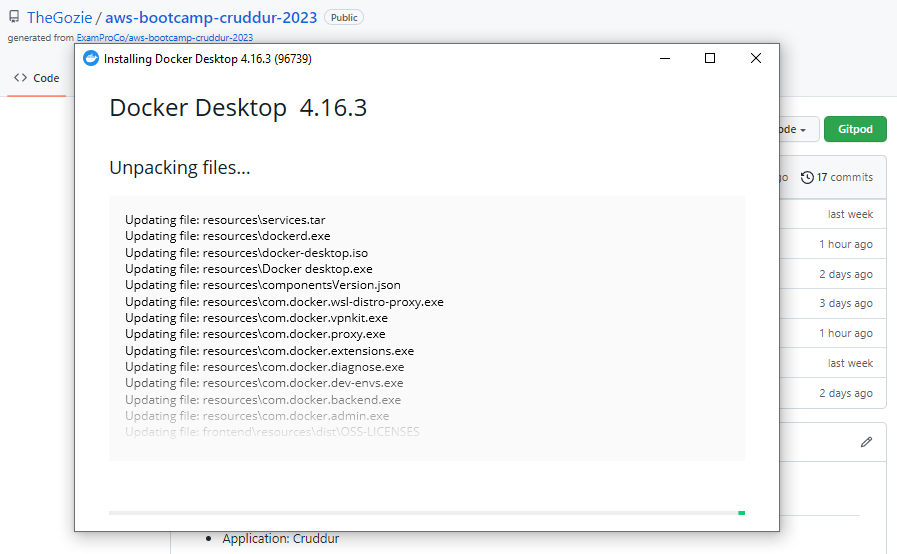 TheGozie / aws-bootcamp-cruddur-2023 Public
generated from ExamProCo/aws-bootcamp-cruddur-2023
Installing Docker Desktop 4.16.3 (96739)
Code
Docker Desktop 4.16.3
Gitpod
Unpacking files...
17 commits
Updating file: resources\services.tar
last week
Updating file: resources\dockerd.exe
1 hour ago
Updating file: resources\docker-desktop.iso
Updating file: resources\Docker desktop.exe
2 days ago
Updating file: resources\componentsVersion.json
Updating file: resources\com.docker.wsl-distro-proxy.exe
3 days ago
Updating file: resources\com.docker.vpnkit.exe
Updating file: resources\com.docker.proxy.exe
1 hour ago
Updating file: resources\com.docker.extensions.exe
Updating file: resources\com.docker.diagnose.exe
last week
Updating file: resources\com.docker.dev-envs.exe
2 days ago
Updating file: resources\com.docker.backend.exe
Updating file: resources\com.docker.admin.exe
Updating file: frontend\resources\dist\OSS-LICENSES
Application: Cruddur